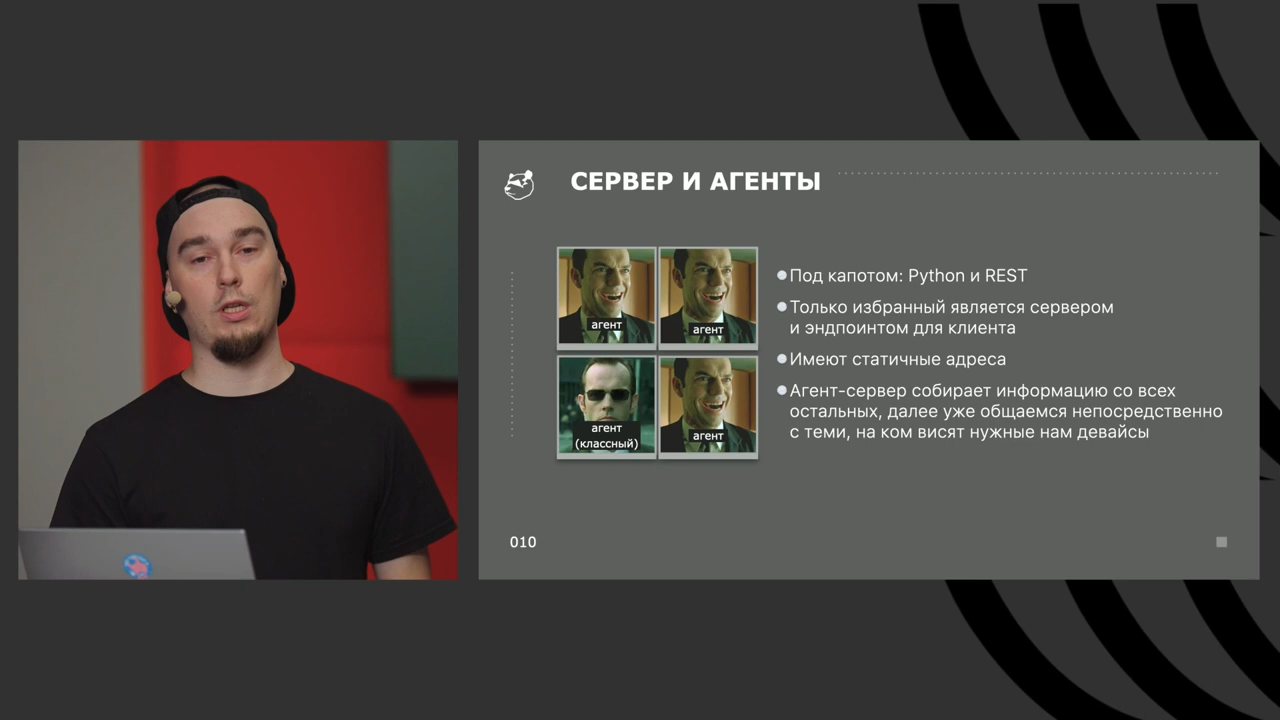 СЕРВЕР И АГЕНТЫ
агент
агент
агент
(классный)
агент
Под капотом: Python и REST
Только избранный является сервером
и эндпоинтом для клиента
Имеют статичные адреса
Агент-сервер собирает информацию со всех
остальных, далее уже общаемся непосредственно
с теми, на ком висят нужные нам девайсы
010